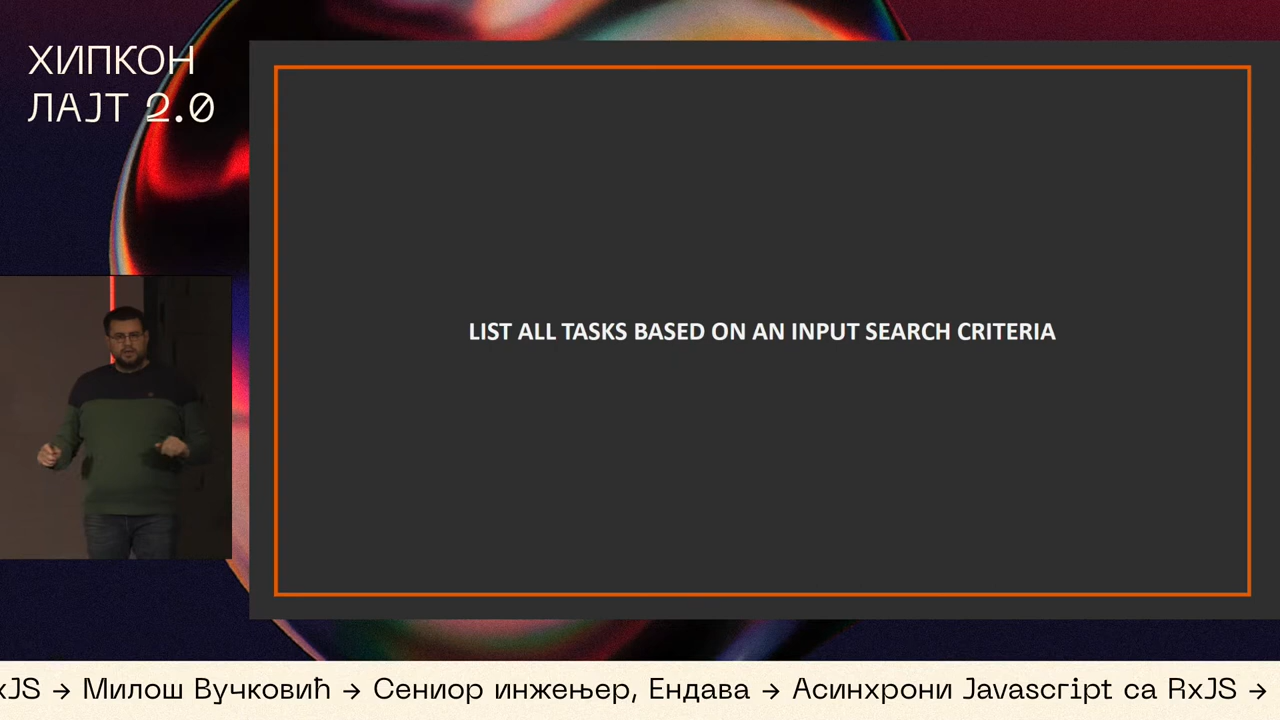 ХИПКОН
ЛАЈТ 2.0
LIST ALL TASKS BASED ON AN INPUT SEARCH CRITERIA
xJS → Милош Вучковић → Сениор инжењер, Ендава → Асинхрони Javascript са RxJS →